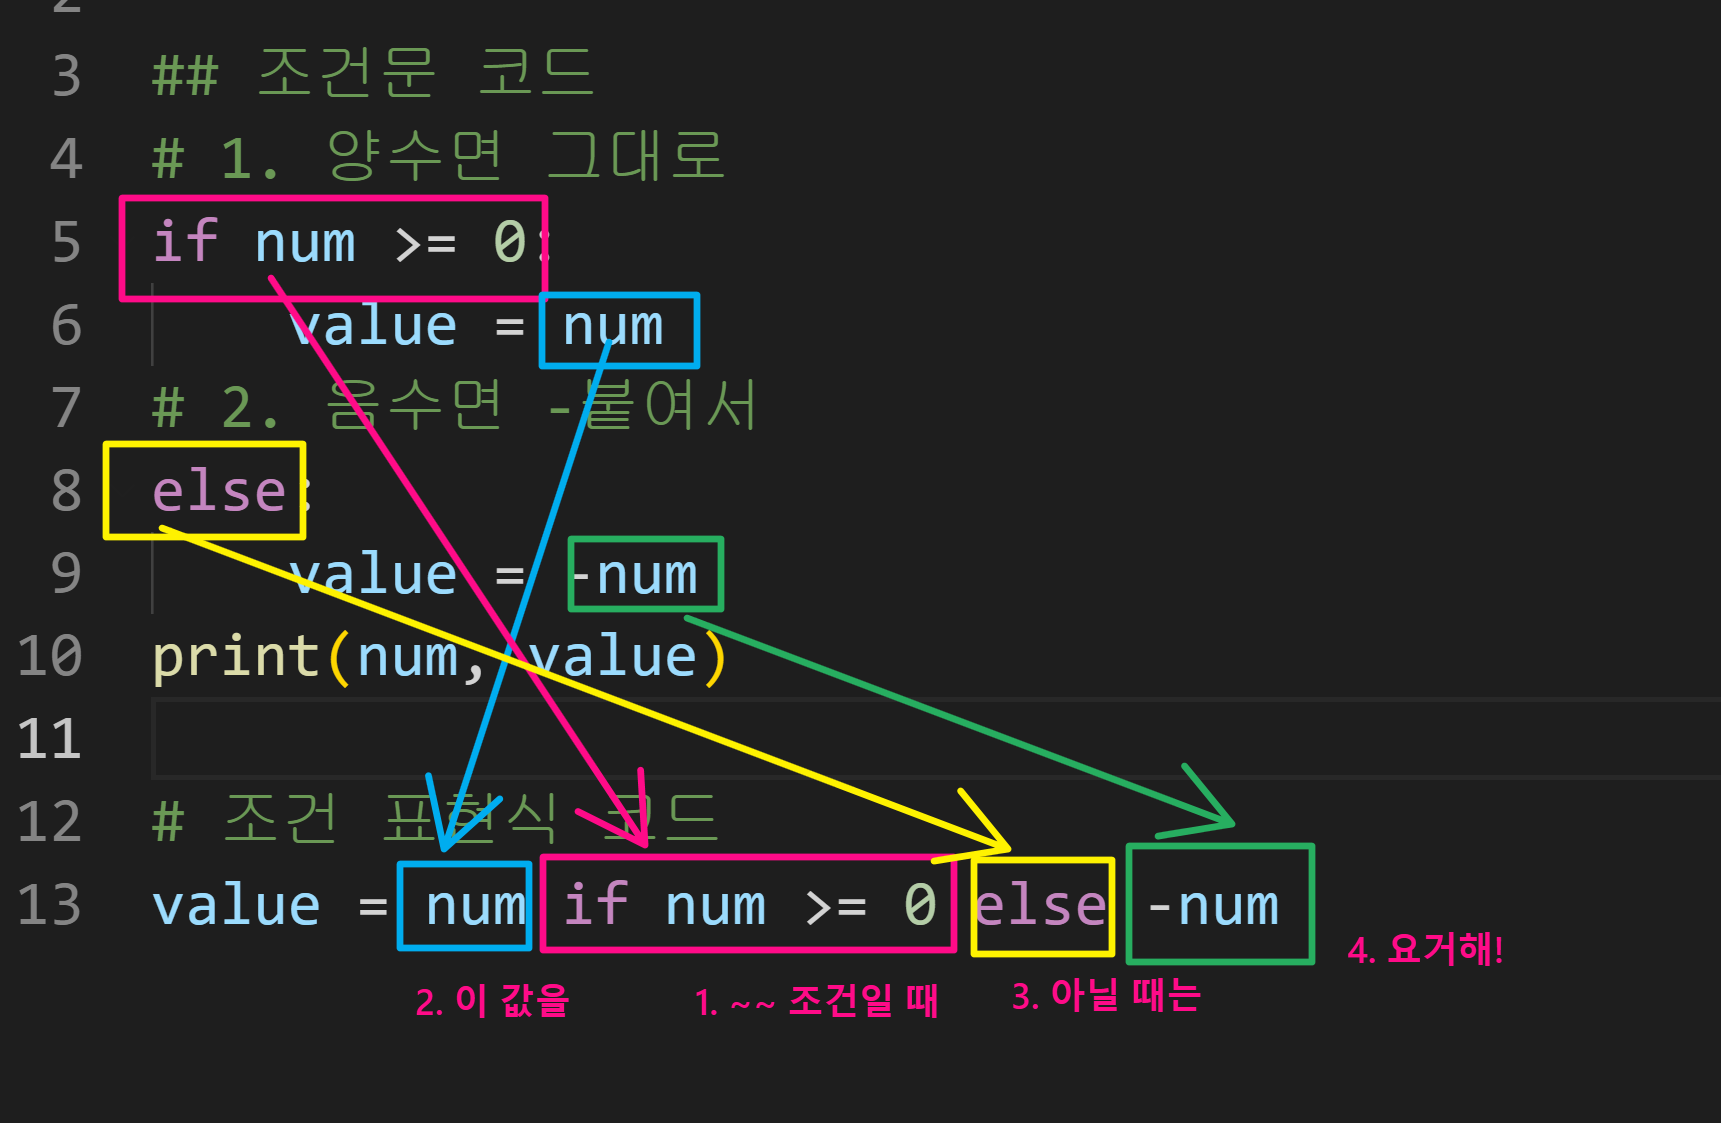 2
3 ## 조건문 코드
4 # 1. 양수면 그대로
5 if num >= 0:
6 value = num
7 # 2. 음수면 -붙여서
8 else:
9 value = -num
10 print(num, value)
11
12 # 조건 표현식 코드
13 value = num if num >= 0 else -num
4. 요거해!
2. 이 값을 1. ~~ 조건일 때 3. 아닐 때는